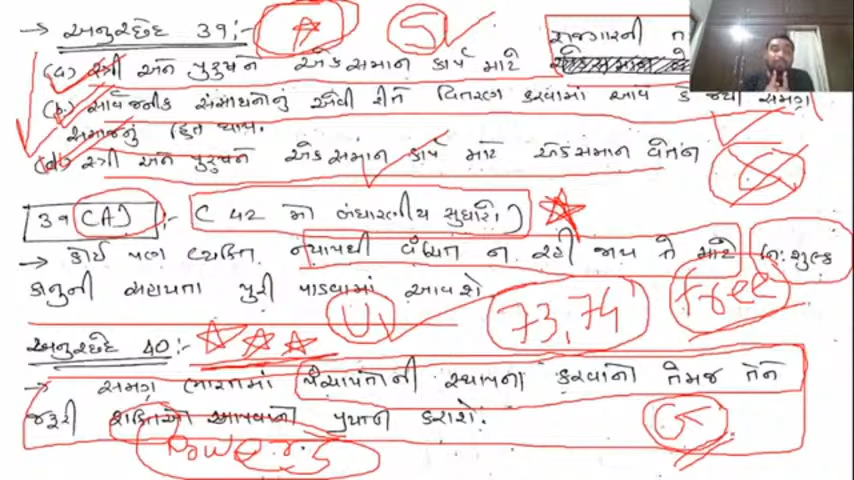 → અનુચ્છેદ 39 :-
(a) સ્ત્રી અને પુરુષને એકસમાન કાર્ય માટે
(b) સાર્વજનીક સંસાધનોનું એવી રીતે વિતરણ કરવામાં આવે કે જેથી સમગ્ર
સમાજનું હિત થાય.
(d) સ્ત્રી અને પુરુષને એકસમાન કાર્ય માટે એકસમાન વેતન
39 (A) :- ( 42 મો બંધારણીય સુધારો )
→ કોઈ પણ વ્યક્તિ ન્યાયથી વંચિત ન રહી જાય તે માટે નિઃશુલ્ક
કાનુની સહાયતા પુરી પાડવામાં આવશે
U 73,74 free
અનુચ્છેદ 40 :-
→ સમગ્ર ભારતમાં પંચાયતોની સ્થાપના કરવાનો તેમજ તેને
જરૂરી શક્તિઓ આપવાનો પ્રયાન કરાશે.
G
Powers